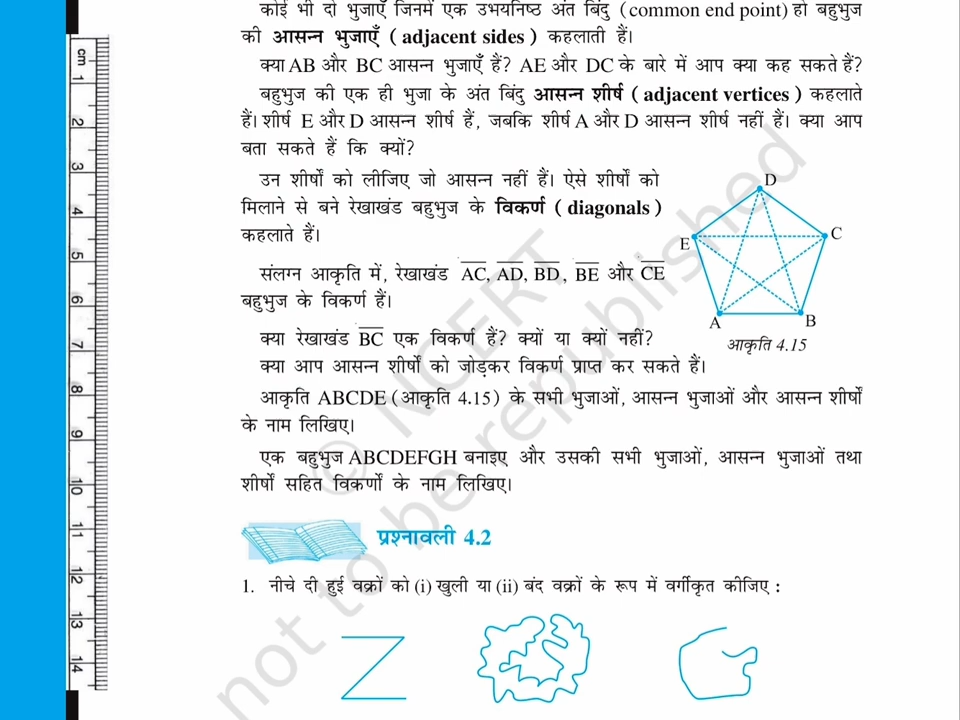 कोई भी दो भुजाएँ जिनमें एक उभयनिष्ठ अंत बिंदु (common end point) हो बहुभुज
की आसन्न भुजाएँ ( adjacent sides ) कहलाती हैं।
क्या AB और BC आसन्न भुजाएँ हैं? AE और DC के बारे में आप क्या कह सकते हैं?
बहुभुज की एक ही भुजा के अंत बिंदु आसन्न शीर्ष ( adjacent vertices ) कहलाते
हैं। शीर्ष E और D आसन्न शीर्ष हैं, जबकि शीर्ष A और D आसन्न शीर्ष नहीं हैं। क्या आप
बता सकते हैं कि क्यों?
उन शीर्षों को लीजिए जो आसन्न नहीं हैं। ऐसे शीर्षों को
मिलाने से बने रेखाखंड बहुभुज के विकर्ण ( diagonals )
कहलाते हैं।
संलग्न आकृति में, रेखाखंड AC, AD, BD, BE और CE
बहुभुज के विकर्ण हैं।
क्या रेखाखंड BC एक विकर्ण हैं? क्यों या क्यों नहीं?
क्या आप आसन्न शीर्षों को जोड़कर विकर्ण प्राप्त कर सकते हैं।
D
E
C
A
B
आकृति 4.15
आकृति ABCDE (आकृति 4.15) के सभी भुजाओं, आसन्न भुजाओं और आसन्न शीर्षों
के नाम लिखिए।
एक बहुभुज ABCDEFGH बनाइए और उसकी सभी भुजाओं, आसन्न भुजाओं तथा
शीर्षों सहित विकर्णों के नाम लिखिए।
प्रश्नावली 4.2
1. नीचे दी हुई वक्रों को (i) खुली या (ii) बंद वक्रों के रूप में वर्गीकृत कीजिए :
cm
1
2
3
4
5
6
7
8
9
10
11
12
13
14
© NCERT
not to be republished